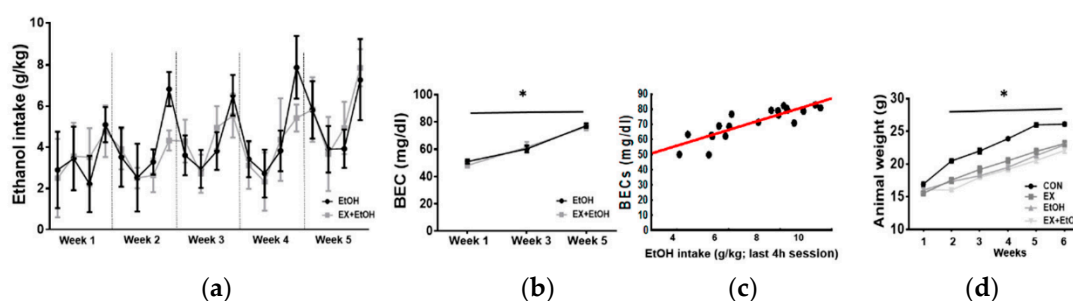 Ethanol intake (g/kg)
10
8
6
4
2
0
Week 1 Week 2 Week 3 Week 4 Week 5
EtOH
EX+EtOH
(a)
BEC (mg/dl)
100
80
60
40
20
0
*
EtOH
EX+EtOH
Week 1 Week 3 Week 5
(b)
BECs (mg/dl)
90
80
70
60
50
40
30
20
10
0
4 6 8 10
EtOH intake (g/kg; last 4h session)
(c)
Animal weight (g)
30
25
20
15
10
*
CON
EX
EtOH
EX+EtO
1 2 3 4 5 6
Weeks
(d)